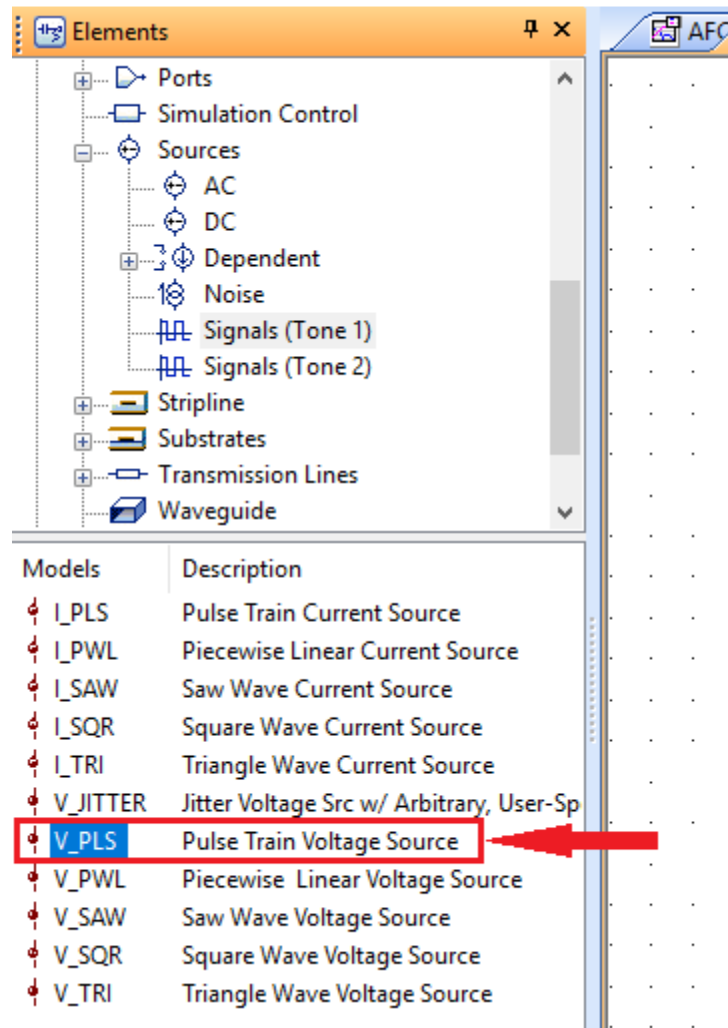 Elements
AFC
Ports
Simulation Control
Sources
AC
DC
Dependent
Noise
Signals (Tone 1)
Signals (Tone 2)
Stripline
Substrates
Transmission Lines
Waveguide
Models Description
I_PLS Pulse Train Current Source
I_PWL Piecewise Linear Current Source
I_SAW Saw Wave Current Source
I_SQR Square Wave Current Source
I_TRI Triangle Wave Current Source
V_JITTER Jitter Voltage Src w/ Arbitrary, User-Sp
V_PLS Pulse Train Voltage Source
V_PWL Piecewise Linear Voltage Source
V_SAW Saw Wave Voltage Source
V_SQR Square Wave Voltage Source
V_TRI Triangle Wave Voltage Source